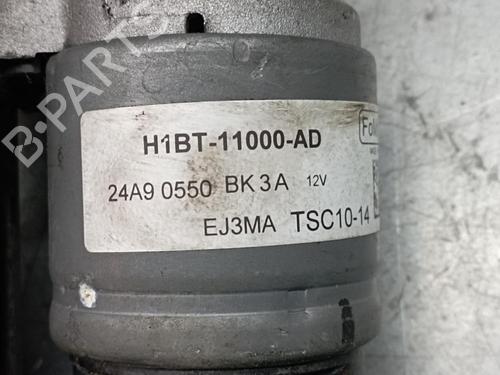 B-PARTS
H1BT-11000-AD
24A9 0550 BK3A 12V
EJ3MA TSC10-14